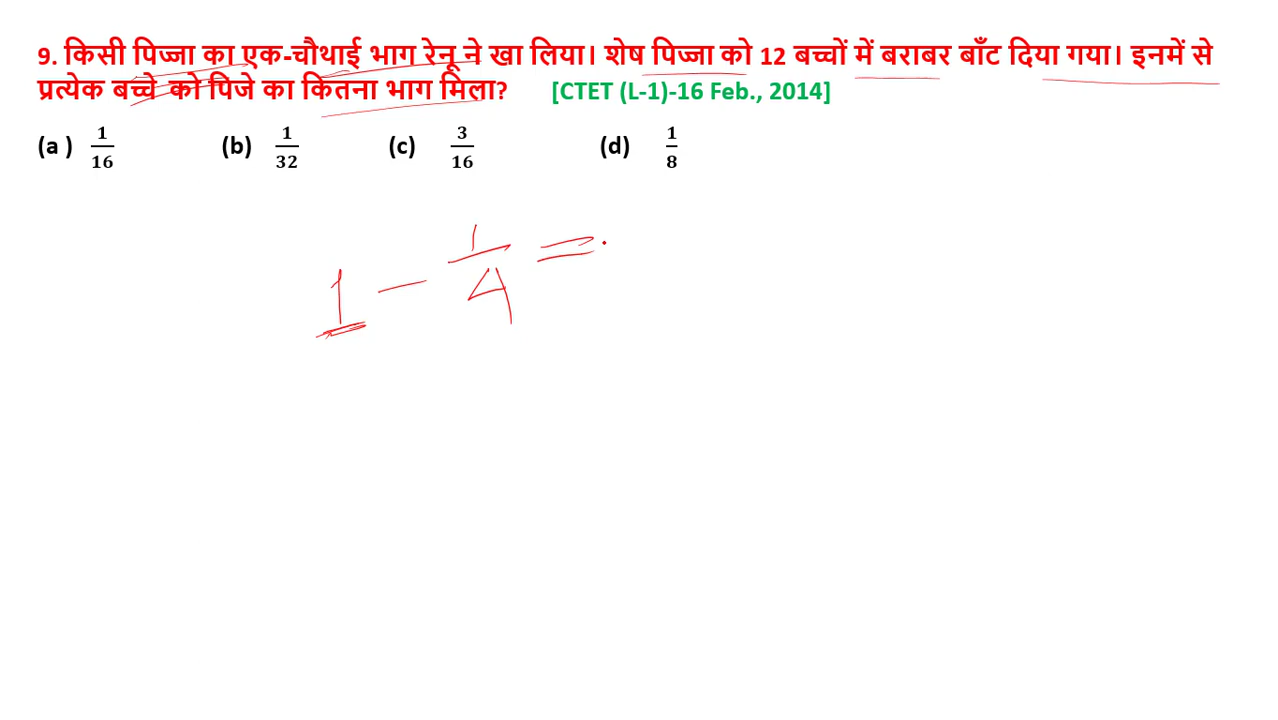 9. किसी पिज्जा का एक-चौथाई भाग रेनू ने खा लिया। शेष पिज्जा को 12 बच्चों में बराबर बाँट दिया गया। इनमें से
प्रत्येक बच्चे को पिजे का कितना भाग मिला? [CTET (L-1)-16 Feb., 2014]
(a ) 1/16 (b) 1/32 (c) 3/16 (d) 1/8
1 - 1/4 =